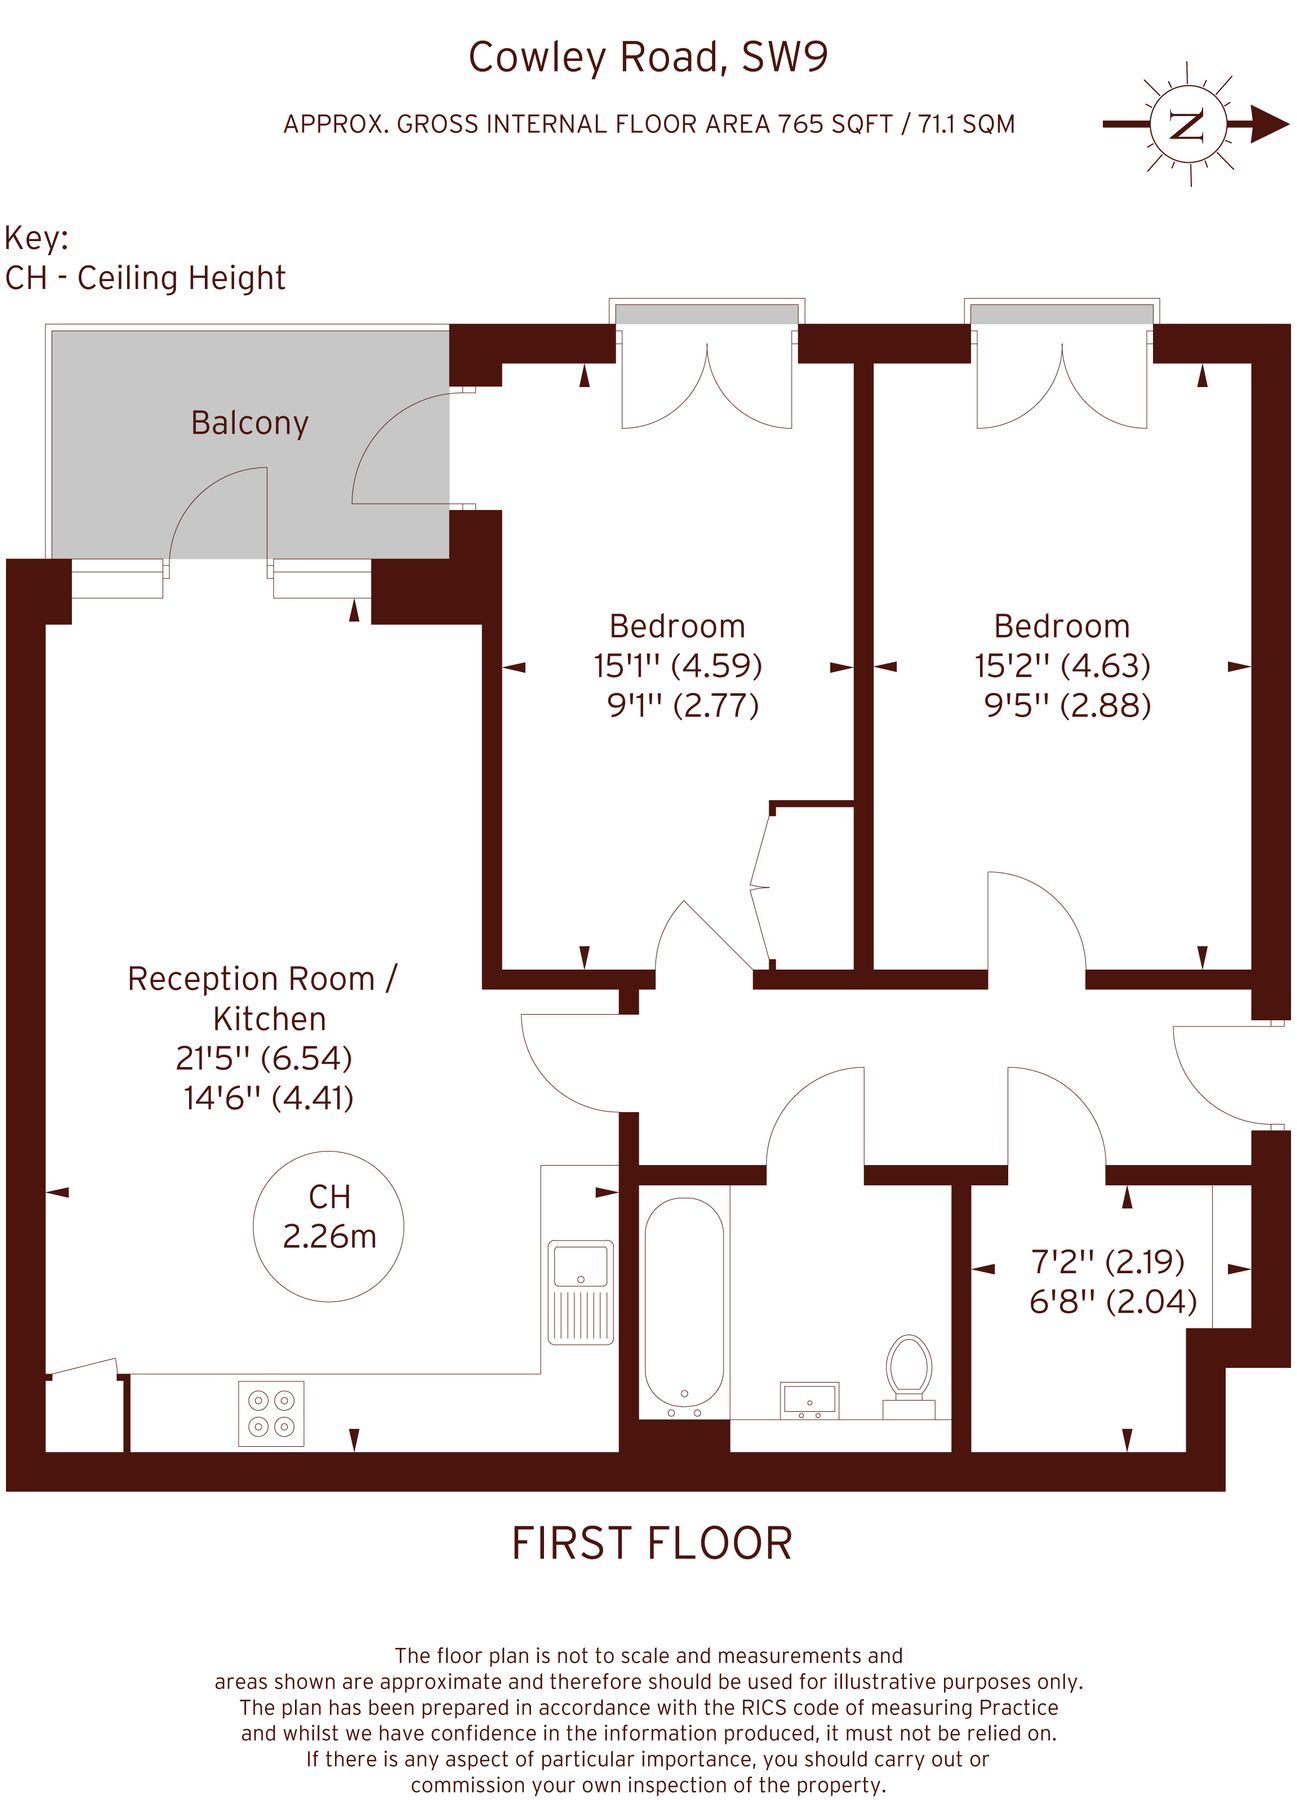 Cowley Road, SW9
APPROX. GROSS INTERNAL FLOOR AREA 765 SQFT / 71.1 SQM
N
Key:
CH - Ceiling Height
Balcony
Bedroom
15'1" (4.59)
9'1" (2.77)
Bedroom
15'2" (4.63)
9'5" (2.88)
Reception Room /
Kitchen
21'5" (6.54)
14'6" (4.41)
CH
2.26m
7'2" (2.19)
6'8" (2.04)
FIRST FLOOR
The floor plan is not to scale and measurements and
areas shown are approximate and therefore should be used for illustrative purposes only.
The plan has been prepared in accordance with the RICS code of measuring Practice
and whilst we have confidence in the information produced, it must not be relied on.
If there is any aspect of particular importance, you should carry out or
commission your own inspection of the property.